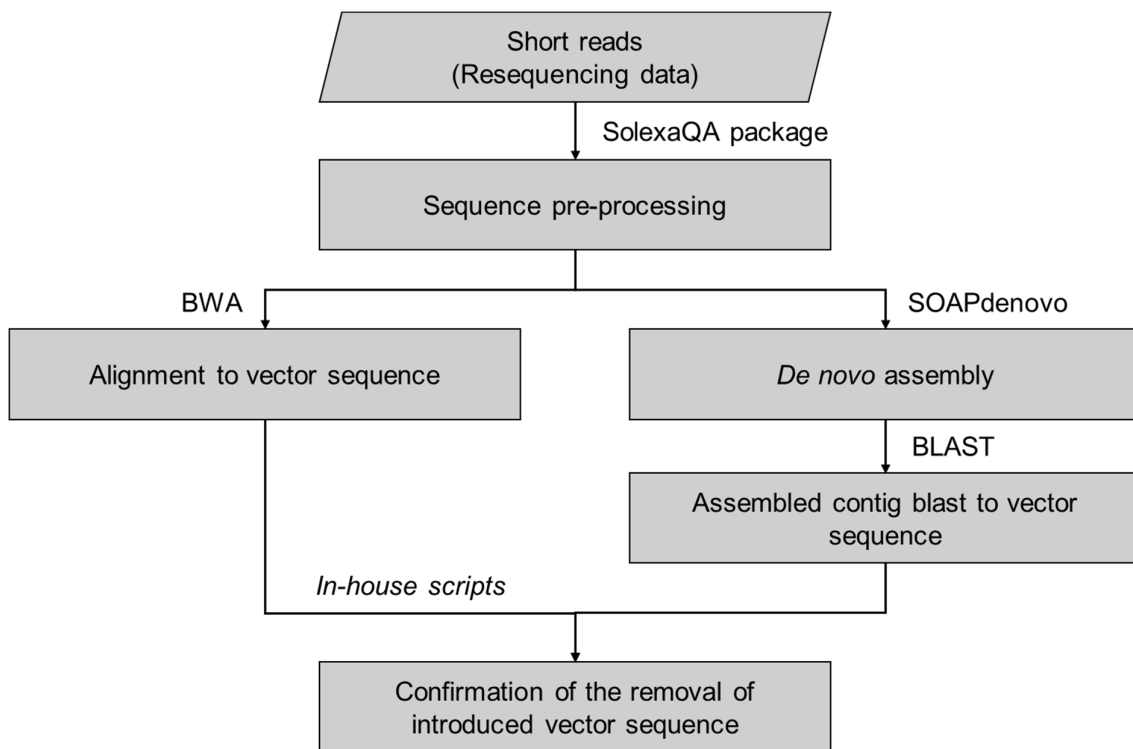 Short reads
(Resequencing data)
SolexaQA package
Sequence pre-processing
BWA
SOAPdenovo
Alignment to vector sequence
De novo assembly
BLAST
Assembled contig blast to vector
sequence
In-house scripts
Confirmation of the removal of
introduced vector sequence